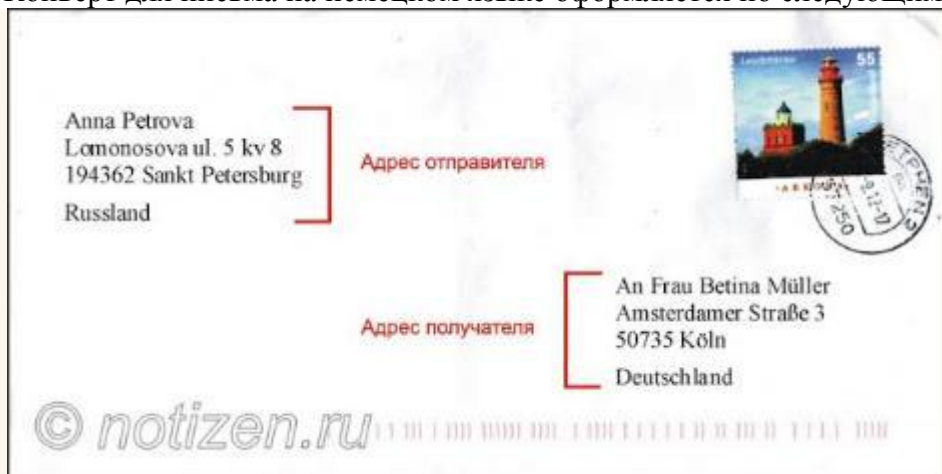 Конверт для письма на немецком языке оформляется по следующим
55
Anna Petrova
Lomonosova ul. 5 kv 8
194362 Sankt Petersburg
Russland
Адрес отправителя
An Frau Betina Müller
Amsterdamer Straße 3
50735 Köln
Deutschland
Адрес получателя
© notizen.ru